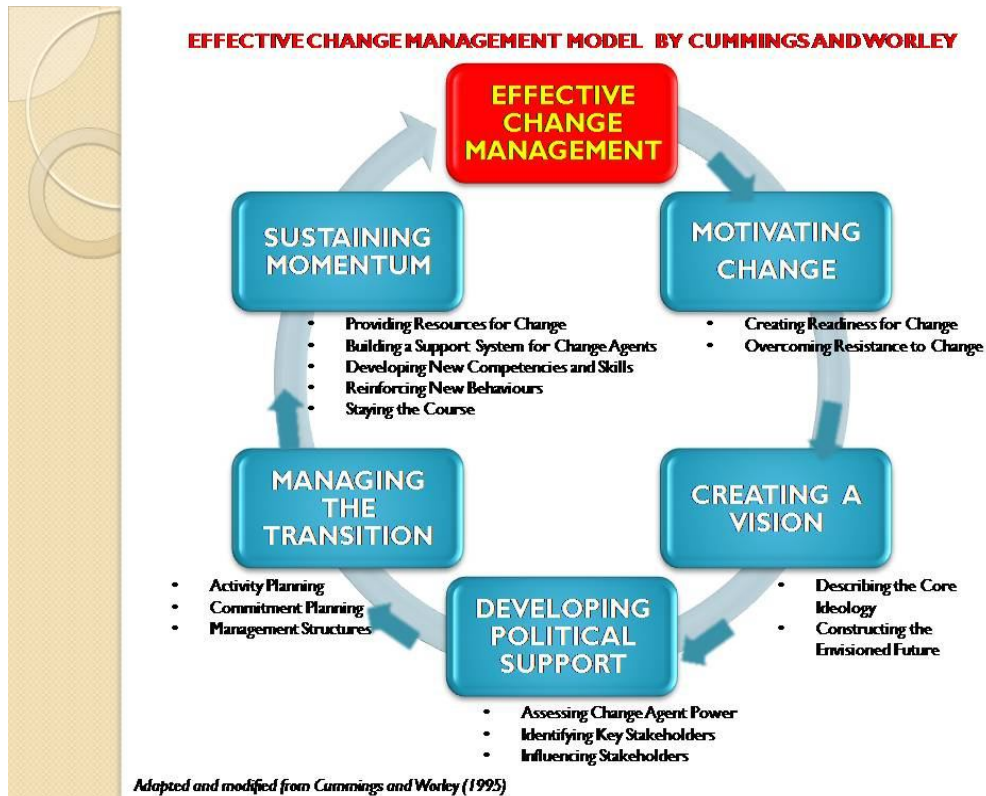 EFFECTIVE CHANGE MANAGEMENT MODEL BY CUMMINGS AND WORLEY
EFFECTIVE
CHANGE
MANAGEMENT
MOTIVATING
CHANGE
• Creating Readiness for Change
• Overcoming Resistance to Change
CREATING A
VISION
• Describing the Core
Ideology
• Constructing the
Envisioned Future
DEVELOPING
POLITICAL
SUPPORT
• Assessing Change Agent Power
• Identifying Key Stakeholders
• Influencing Stakeholders
MANAGING
THE
TRANSITION
• Activity Planning
• Commitment Planning
• Management Structures
SUSTAINING
MOMENTUM
• Providing Resources for Change
• Building a Support System for Change Agents
• Developing New Competencies and Skills
• Reinforcing New Behaviours
• Staying the Course
Adapted and modified from Cummings and Worley (1995)